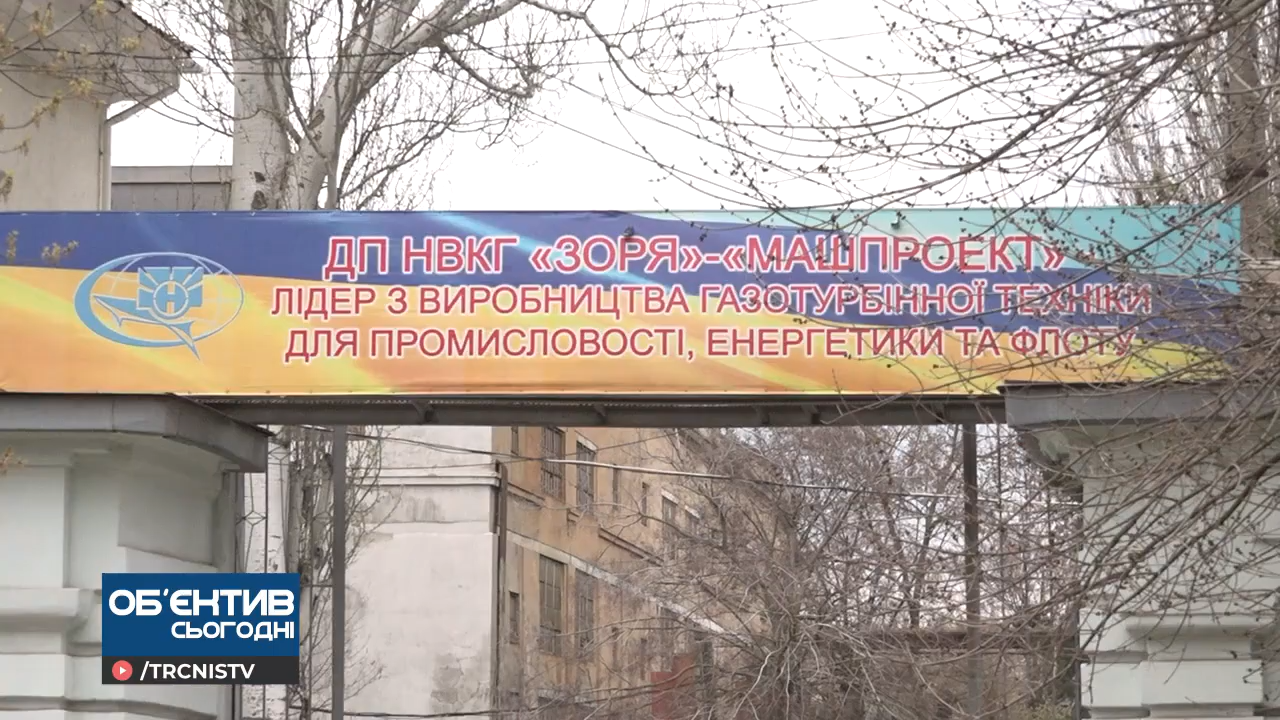 ДП НВКГ «ЗОРЯ»-«МАШПРОЕКТ»
ЛІДЕР З ВИРОБНИЦТВА ГАЗОТУРБІННОЇ ТЕХНІКИ
ДЛЯ ПРОМИСЛОВОСТІ, ЕНЕРГЕТИКИ ТА ФЛОТУ
Н
ОБ'ЄКТИВ
СЬОГОДНІ
/TRCNISTV